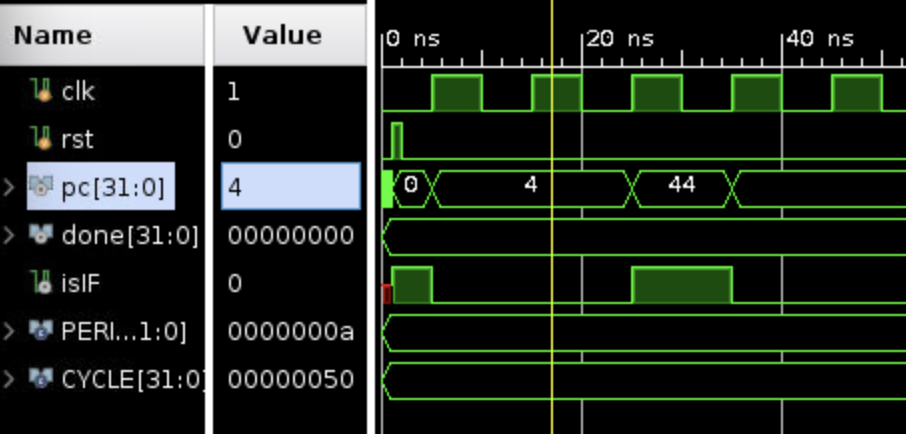 Name Value 0 ns 20 ns 40 ns
clk 1
rst 0
pc[31:0] 4 0 4 44
done[31:0] 00000000
isIF 0
PERI...1:0] 0000000a
CYCLE[31:0] 00000050